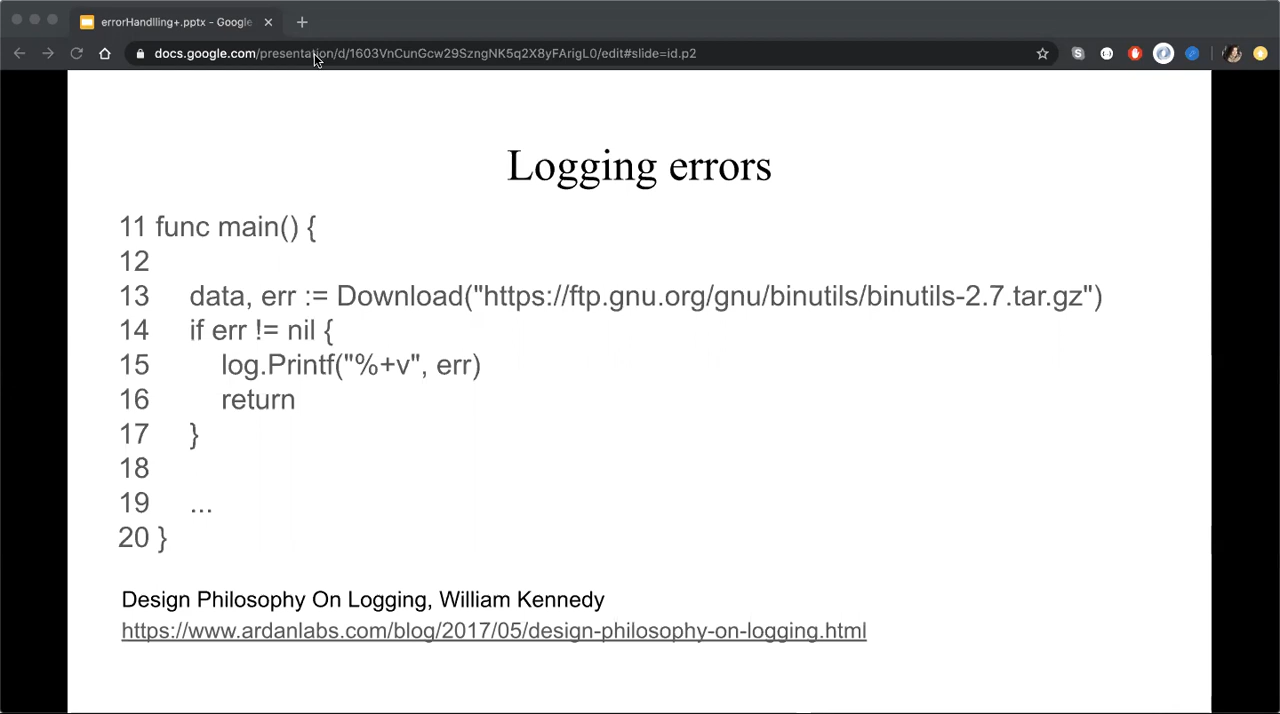 errorHandlling+.pptx - Google
docs.google.com/presentation/d/1603VnCunGcw29SzngNK5q2X8yFArigL0/edit#slide=id.p2
Logging errors
11 func main() {
12
13 data, err := Download("https://ftp.gnu.org/gnu/binutils/binutils-2.7.tar.gz")
14 if err != nil {
15 log.Printf("%+v", err)
16 return
17 }
18
19 ...
20 }
Design Philosophy On Logging, William Kennedy
https://www.ardanlabs.com/blog/2017/05/design-philosophy-on-logging.html